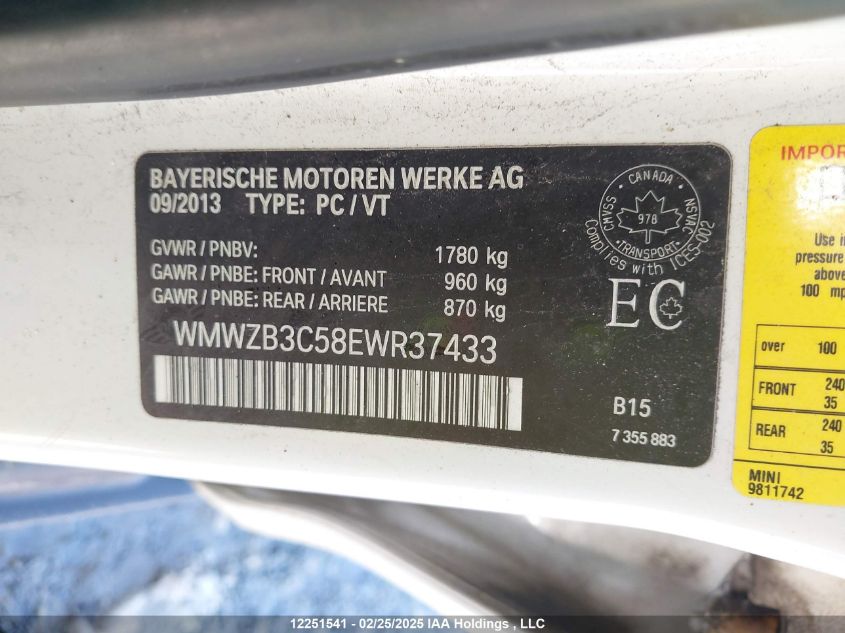 BAYERISCHE MOTOREN WERKE AG
09/2013 TYPE: PC / VT
GVWR / PNBV: 1780 kg
GAWR / PNBE: FRONT / AVANT 960 kg
GAWR / PNBE: REAR / ARRIERE 870 kg
WMWZB3C58EWR37433
CANADA
CMVSS
NSVAC
978
TRANSPORT
Complies with ICES-002
EC
B15
7 355 883
IMPOR
Use in
pressure
above
100 mp
over 100
FRONT 240
35
REAR 240
35
MINI
9811742
12251541 - 02/25/2025 IAA Holdings , LLC